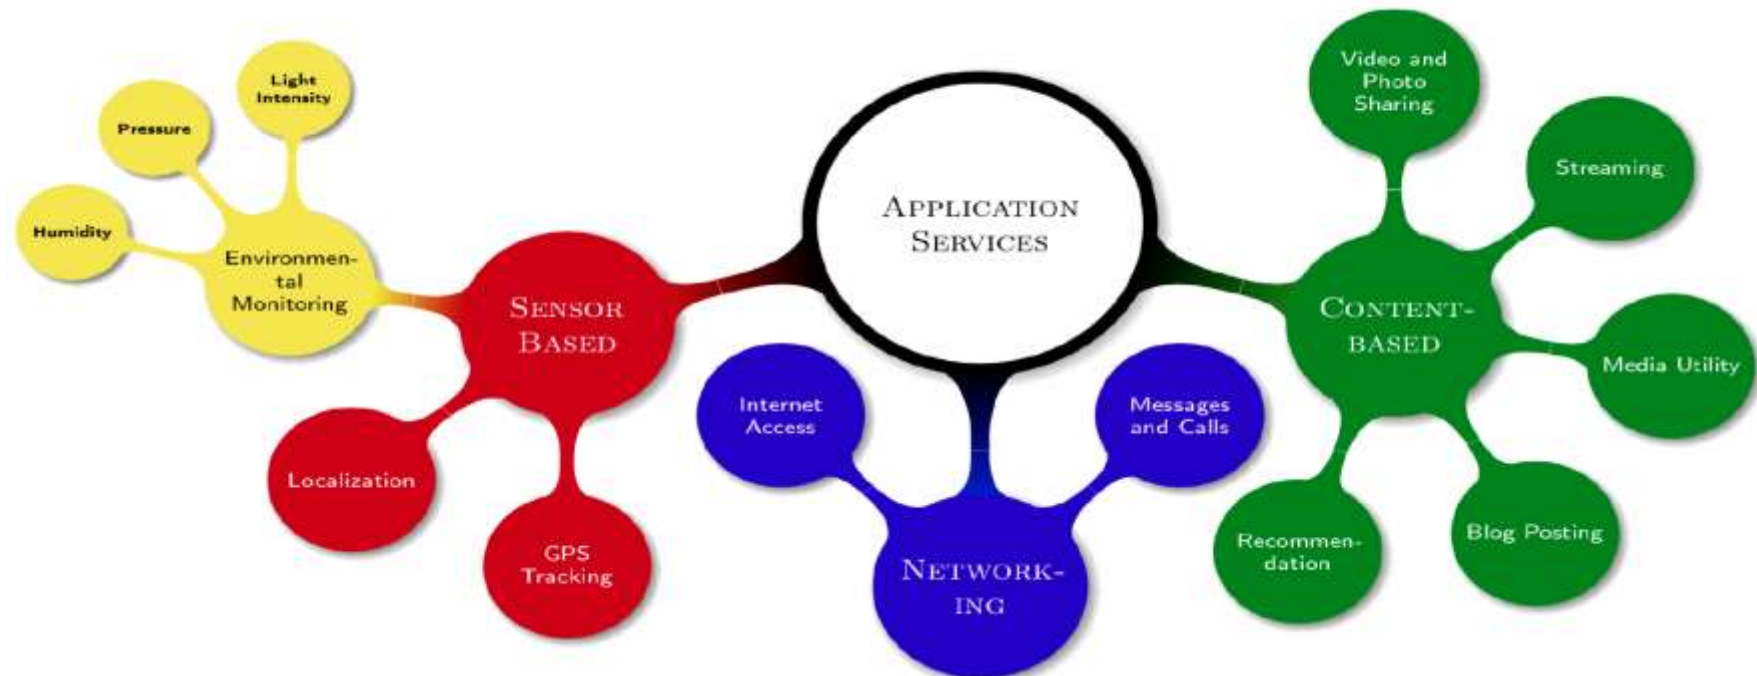 Light
Intensity
Pressure
Humidity
Environmen-
tal
Monitoring
SENSOR
BASED
Localization
GPS
Tracking
APPLICATION
SERVICES
Internet
Access
Messages
and Calls
NETWORK-
ING
Video and
Photo
Sharing
Streaming
CONTENT-
BASED
Media Utility
Blog Posting
Recommen-
dation